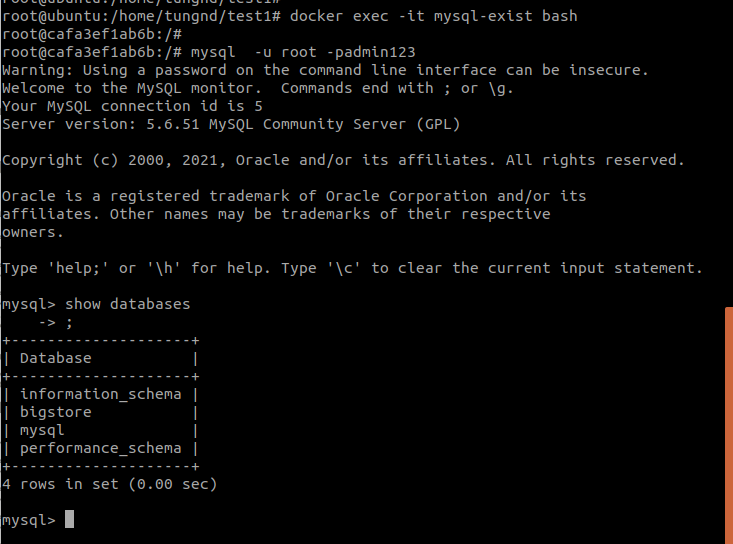 root@ubuntu:/home/tungnd/test1#
root@ubuntu:/home/tungnd/test1# docker exec -it mysql-exist bash
root@cafa3ef1ab6b:/#
root@cafa3ef1ab6b:/# mysql  -u root -padmin123
Warning: Using a password on the command line interface can be insecure.
Welcome to the MySQL monitor.  Commands end with ; or \g.
Your MySQL connection id is 5
Server version: 5.6.51 MySQL Community Server (GPL)

Copyright (c) 2000, 2021, Oracle and/or its affiliates. All rights reserved.

Oracle is a registered trademark of Oracle Corporation and/or its
affiliates. Other names may be trademarks of their respective
owners.

Type 'help;' or '\h' for help. Type '\c' to clear the current input statement.

mysql> show databases
    -> ;
+--------------------+
| Database           |
+--------------------+
| information_schema |
| bigstore           |
| mysql              |
| performance_schema |
+--------------------+
4 rows in set (0.00 sec)

mysql>